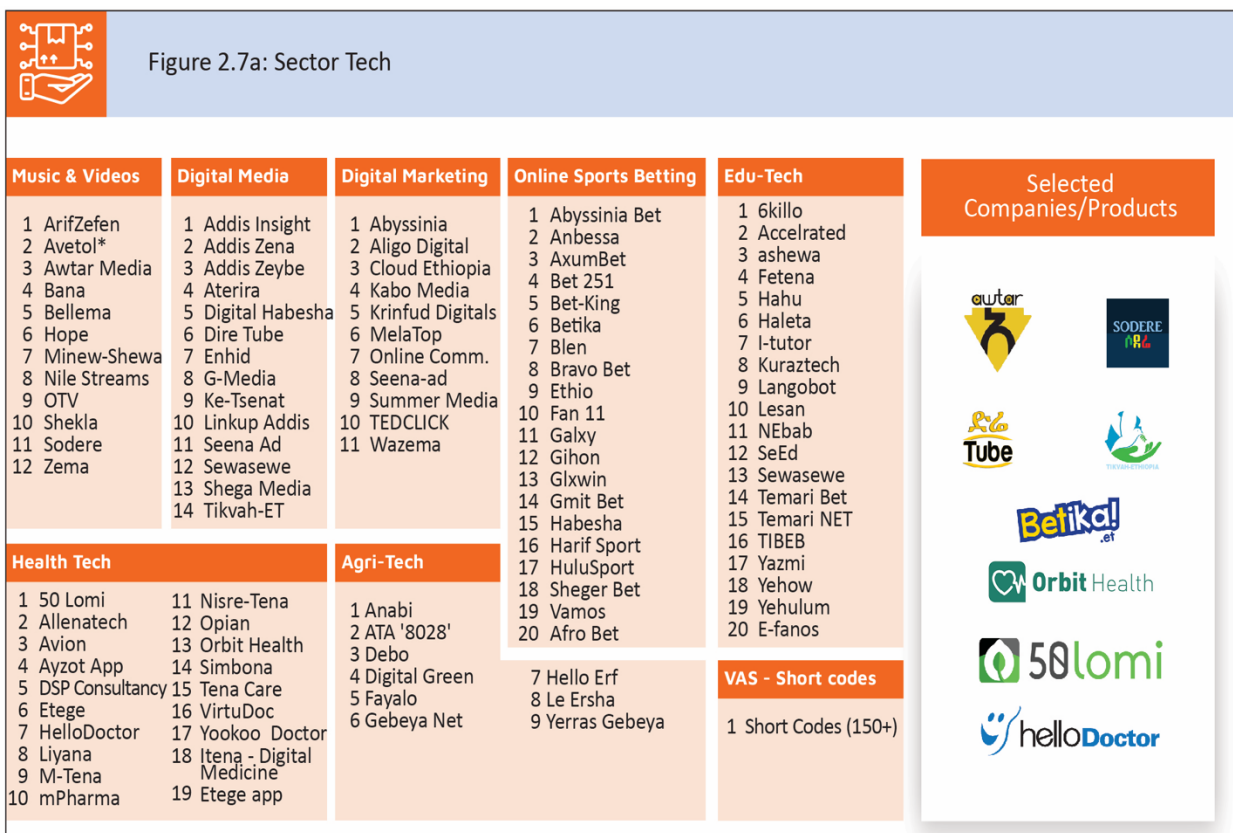 Figure 2.7a: Sector Tech
Music & Videos
1 ArifZefen
2 Avetol*
3 Awtar Media
4 Bana
5 Bellema
6 Hope
7 Minew-Shewa
8 Nile Streams
9 OTV
10 Shekla
11 Sodere
12 Zema
Digital Media
1 Addis Insight
2 Addis Zena
3 Addis Zeybe
4 Aterira
5 Digital Habesha
6 Dire Tube
7 Enhid
8 G-Media
9 Ke-Tsenat
10 Linkup Addis
11 Seena Ad
12 Sewasewe
13 Shega Media
14 Tikvah-ET
Digital Marketing
1 Abyssinia
2 Aligo Digital
3 Cloud Ethiopia
4 Kabo Media
5 Krinfud Digitals
6 MelaTop
7 Online Comm.
8 Seena-ad
9 Summer Media
10 TEDCLICK
11 Wazema
Online Sports Betting
1 Abyssinia Bet
2 Anbessa
3 AxumBet
4 Bet 251
5 Bet-King
6 Betika
7 Blen
8 Bravo Bet
9 Ethio
10 Fan 11
11 Galxy
12 Gihon
13 Glxwin
14 Gmit Bet
15 Habesha
16 Harif Sport
17 HuluSport
18 Sheger Bet
19 Vamos
20 Afro Bet
Edu-Tech
1 6killo
2 Accelrated
3 ashewa
4 Fetena
5 Hahu
6 Haleta
7 I-tutor
8 Kuraztech
9 Langobot
10 Lesan
11 NEbab
12 SeEd
13 Sewasewe
14 Temari Bet
15 Temari NET
16 TIBEB
17 Yazmi
18 Yehow
19 Yehulum
20 E-fanos
Health Tech
1 50 Lomi
2 Allenatech
3 Avion
4 Ayzot App
5 DSP Consultancy
6 Etege
7 HelloDoctor
8 Liyana
9 M-Tena
10 mPharma
11 Nisre-Tena
12 Opian
13 Orbit Health
14 Simbona
15 Tena Care
16 VirtuDoc
17 Yookoo Doctor
18 Itena - Digital
Medicine
19 Etege app
Agri-Tech
1 Anabi
2 ATA '8028'
3 Debo
4 Digital Green
5 Fayalo
6 Gebeya Net
7 Hello Erf
8 Le Ersha
9 Yerras Gebeya
VAS - Short codes
1 Short Codes (150+)
Selected
Companies/Products
awtar
SODERE
ድሬ
Tube
TIKVAH-ETHIOPIA
Betika!
.et
Orbit Health
50lomi
helloDoctor